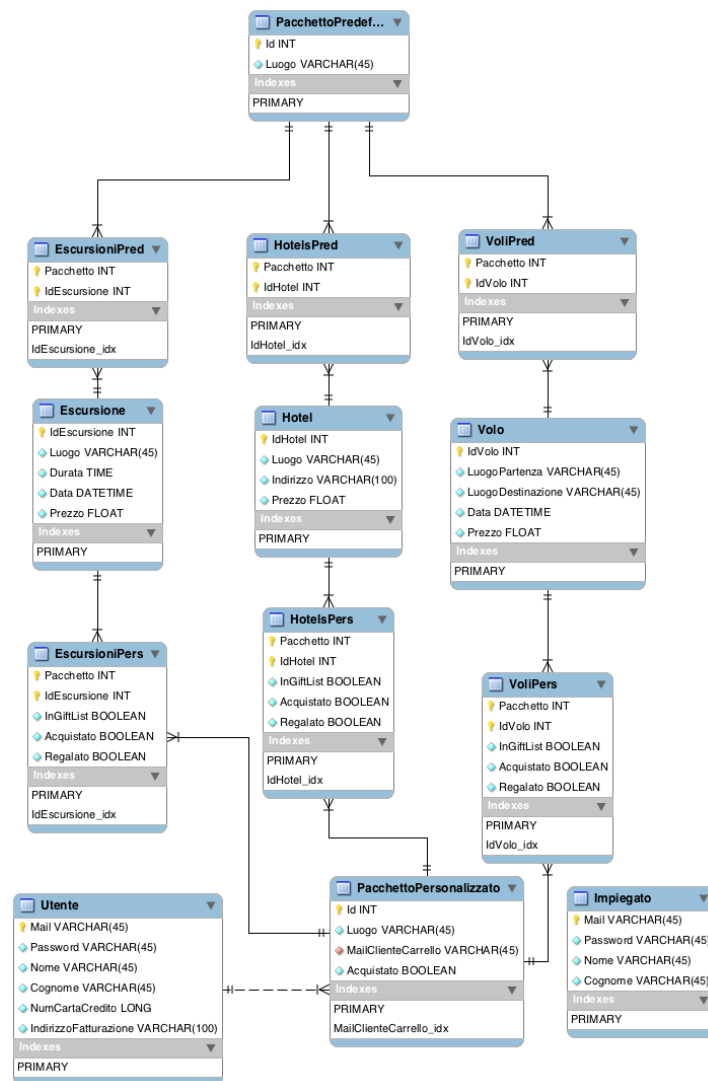 PacchettoPredef...
Id INT
Luogo VARCHAR(45)
Indexes
PRIMARY
EscursioniPred
Pacchetto INT
IdEscursione INT
Indexes
PRIMARY
IdEscursione_idx
HotelsPred
Pacchetto INT
IdHotel INT
Indexes
PRIMARY
IdHotel_idx
VoliPred
Pacchetto INT
IdVolo INT
Indexes
PRIMARY
IdVolo_idx
Escursione
IdEscursione INT
Luogo VARCHAR(45)
Durata TIME
Data DATETIME
Prezzo FLOAT
Indexes
PRIMARY
Hotel
IdHotel INT
Luogo VARCHAR(45)
Indirizzo VARCHAR(100)
Prezzo FLOAT
Indexes
PRIMARY
Volo
IdVolo INT
LuogoPartenza VARCHAR(45)
LuogoDestinazione VARCHAR(45)
Data DATETIME
Prezzo FLOAT
Indexes
PRIMARY
EscursioniPers
Pacchetto INT
IdEscursione INT
InGiftList BOOLEAN
Acquistato BOOLEAN
Regalato BOOLEAN
Indexes
PRIMARY
IdEscursione_idx
HotelsPers
Pacchetto INT
IdHotel INT
InGiftList BOOLEAN
Acquistato BOOLEAN
Regalato BOOLEAN
Indexes
PRIMARY
IdHotel_idx
VoliPers
Pacchetto INT
IdVolo INT
InGiftList BOOLEAN
Acquistato BOOLEAN
Regalato BOOLEAN
Indexes
PRIMARY
IdVolo_idx
Utente
Mail VARCHAR(45)
Password VARCHAR(45)
Nome VARCHAR(45)
Cognome VARCHAR(45)
NumCartaCredito LONG
IndirizzoFatturazione VARCHAR(100)
Indexes
PRIMARY
PacchettoPersonalizzato
Id INT
Luogo VARCHAR(45)
MailClienteCarrello VARCHAR(45)
Acquistato BOOLEAN
Indexes
PRIMARY
MailClienteCarrello_idx
Impiegato
Mail VARCHAR(45)
Password VARCHAR(45)
Nome VARCHAR(45)
Cognome VARCHAR(45)
Indexes
PRIMARY